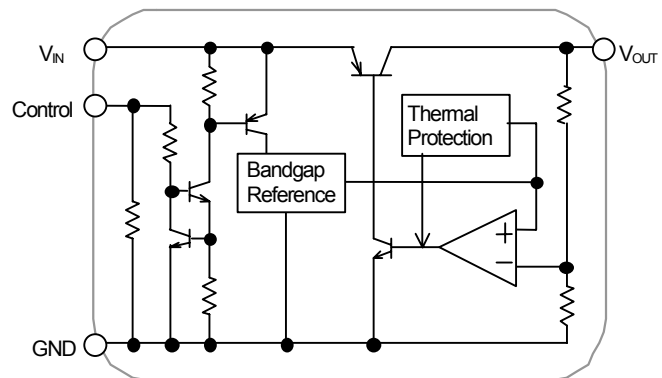 VIN
VOUT
Control
Thermal
Protection
Bandgap
Reference
+
−
GND